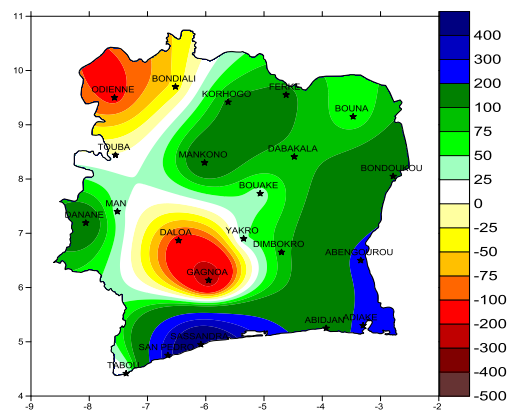 11
10
9
8
7
6
5
4
-9
-8
-7
-6
-5
-4
-3
-2
ODIENNE
BONDIALI
KORHOGO
FERKE
BOUNA
TOUBA
MANKONO
DABAKALA
BONDOUKOU
BOUAKE
MAN
DANANE
DALOA
YAKRO
DIMBOKRO
ABENGOUROU
GAGNOA
ABIDJAN
SAN PEDRO
TABOU
400
300
200
100
75
50
25
0
-25
-50
-75
-100
-200
-300
-400
-500